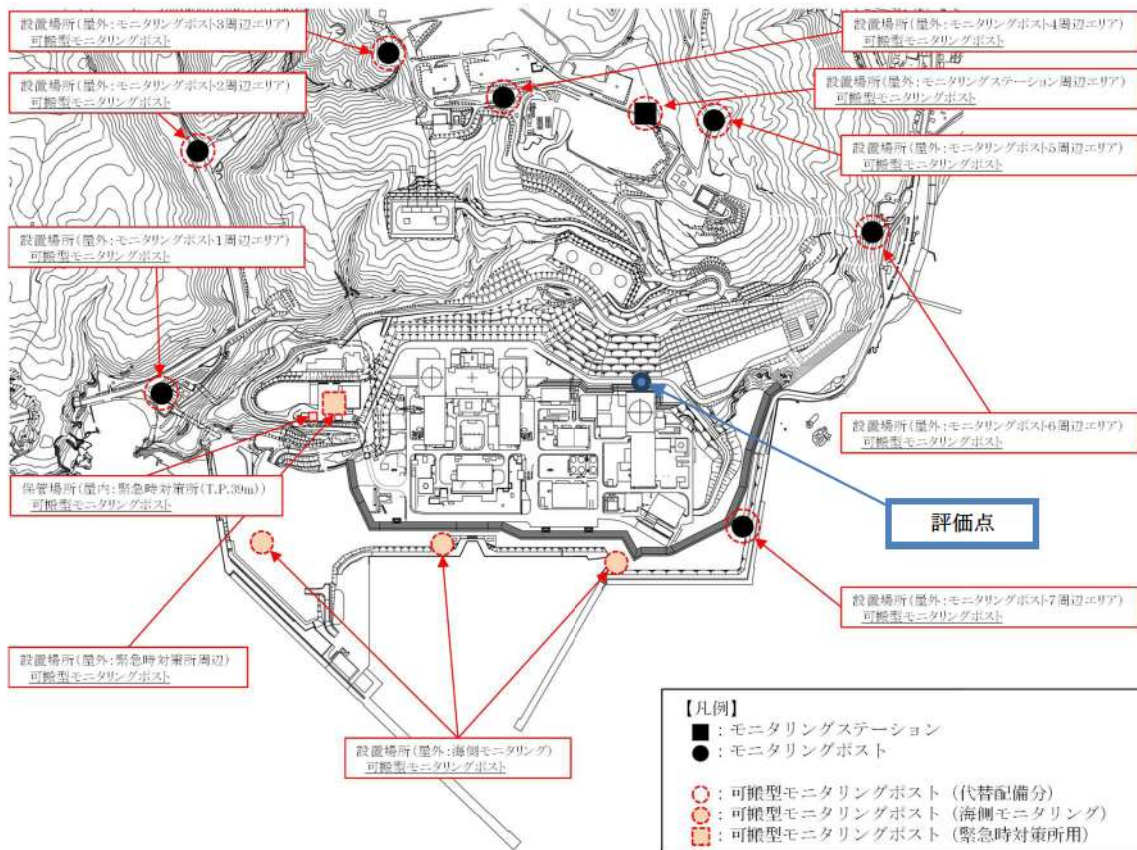 設置場所(屋外:モニタリングポスト3周辺エリア)
可搬型モニタリングポスト
設置場所(屋外:モニタリングポスト2周辺エリア)
可搬型モニタリングポスト
設置場所(屋外:モニタリングポスト1周辺エリア)
可搬型モニタリングポスト
保管場所(屋内:緊急時対策所(T.P.39m))
可搬型モニタリングポスト
設置場所(屋外:緊急時対策所周辺)
可搬型モニタリングポスト
設置場所(屋外:海側モニタリング)
可搬型モニタリングポスト
設置場所(屋外:モニタリングポスト4周辺エリア)
可搬型モニタリングポスト
設置場所(屋外:モニタリングステーション周辺エリア)
可搬型モニタリングポスト
設置場所(屋外:モニタリングポスト5周辺エリア)
可搬型モニタリングポスト
設置場所(屋外:モニタリングポスト6周辺エリア)
可搬型モニタリングポスト
評価点
設置場所(屋外:モニタリングポスト7周辺エリア)
可搬型モニタリングポスト
【凡例】
■:モニタリングステーション
●:モニタリングポスト
:可搬型モニタリングポスト(代替配備分)
:可搬型モニタリングポスト(海側モニタリング)
:可搬型モニタリングポスト(緊急時対策所用)